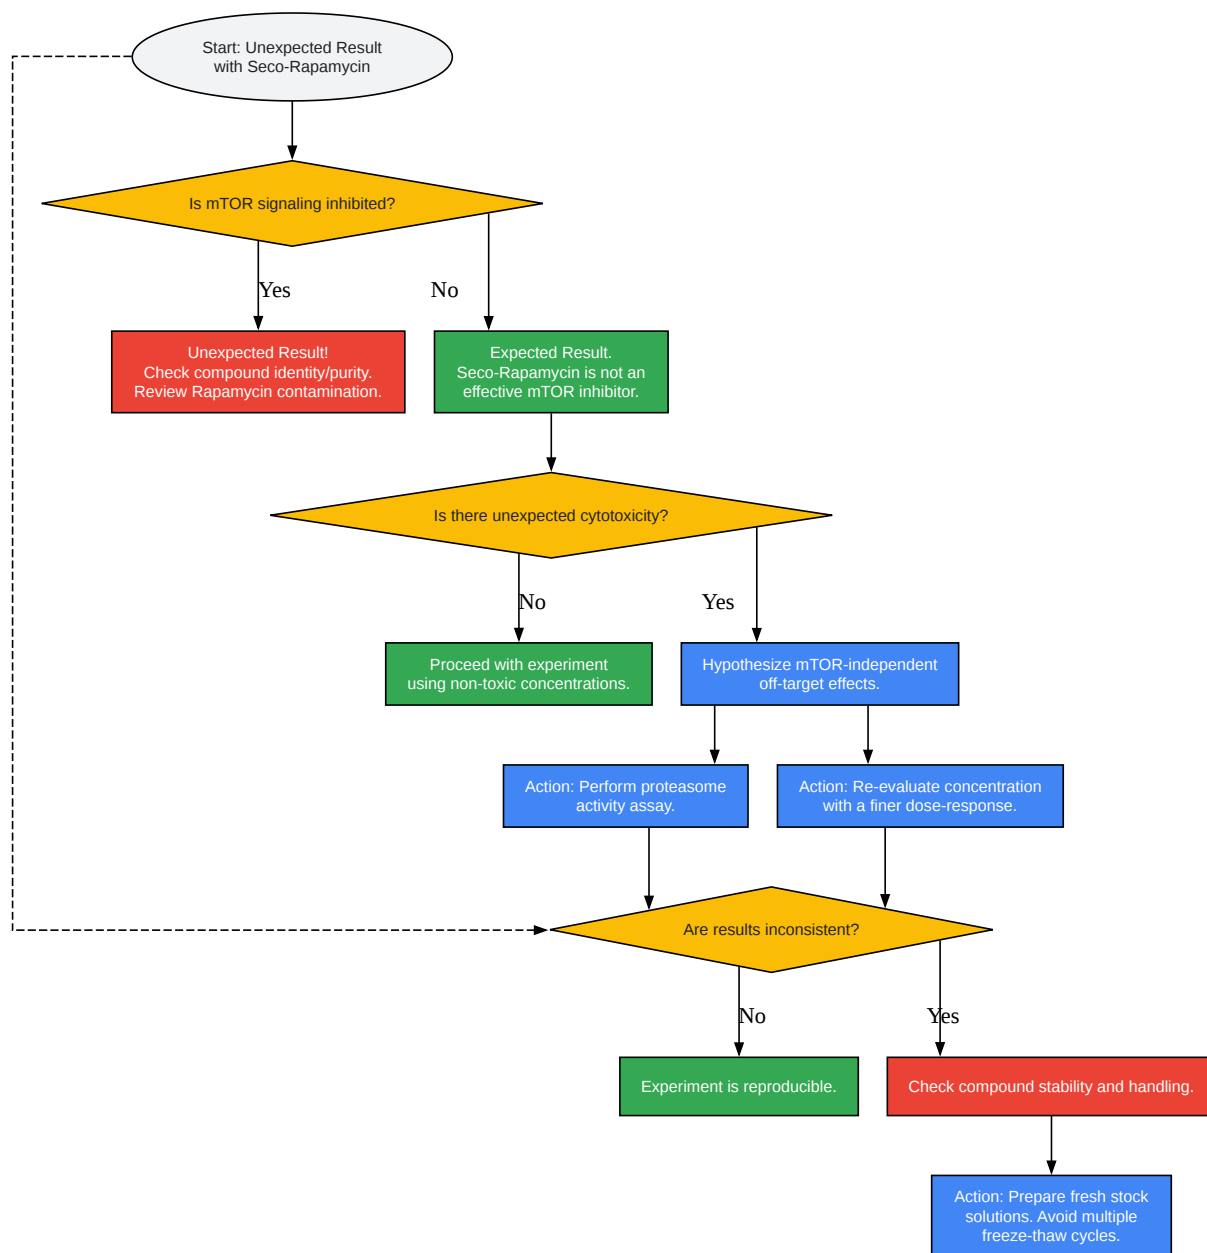 Start: Unexpected Result
with Seco-Rapamycin
Is mTOR signaling inhibited?
Yes
No
Unexpected Result!
Check compound identity/purity.
Review Rapamycin contamination.
Expected Result.
Seco-Rapamycin is not an
effective mTOR inhibitor.
Is there unexpected cytotoxicity?
No
Yes
Proceed with experiment
using non-toxic concentrations.
Hypothesize mTOR-independent
off-target effects.
Action: Perform proteasome
activity assay.
Action: Re-evaluate concentration
with a finer dose-response.
Are results inconsistent?
No
Yes
Experiment is reproducible.
Check compound stability and handling.
Action: Prepare fresh stock
solutions. Avoid multiple
freeze-thaw cycles.